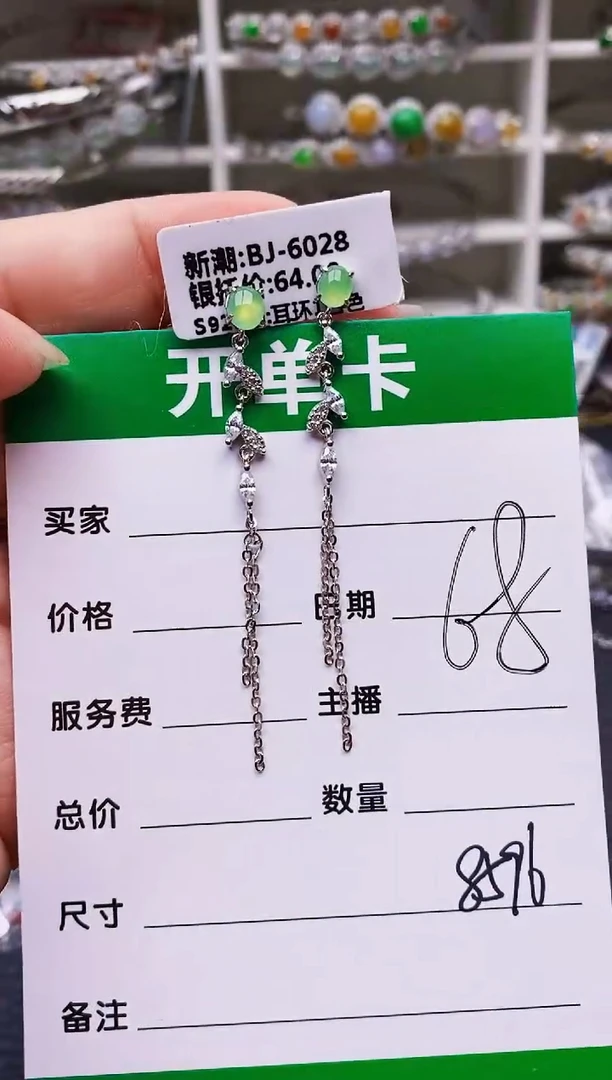 新潮:BJ-6028
银托价:64.0
S92 :耳环 色
开单卡
买家
68
价格 日期
服务费 主播
总价 数量
尺寸 8596
备注